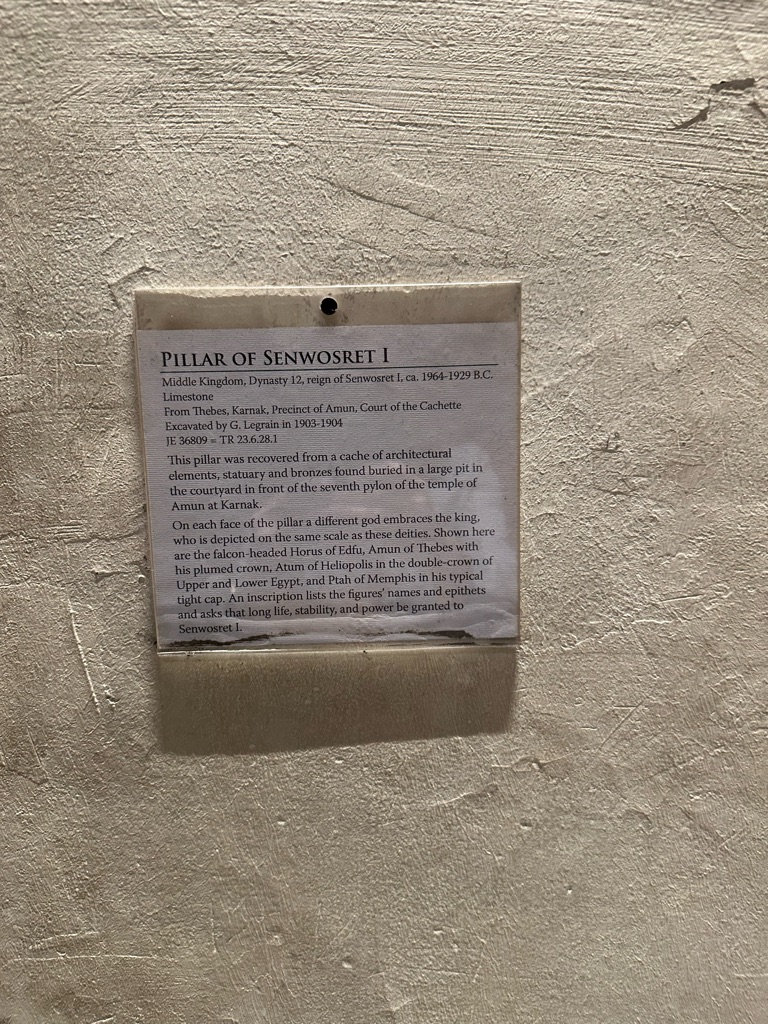 PILLAR OF SENWOSRET I
Middle Kingdom, Dynasty 12, reign of Senwosret I, ca. 1964-1929 B.C.
Limestone
From Thebes, Karnak, Precinct of Amun, Court of the Cachette
Excavated by G. Legrain in 1903-1904
JE 36809 = TR 23.6.28.1
This pillar was recovered from a cache of architectural
elements, statuary and bronzes found buried in a large pit in
the courtyard in front of the seventh pylon of the temple of
Amun at Karnak.
On each face of the pillar a different god embraces the king,
who is depicted on the same scale as these deities. Shown here
are the falcon-headed Horus of Edfu, Amun of Thebes with
his plumed crown, Atum of Heliopolis in the double-crown of
Upper and Lower Egypt, and Ptah of Memphis in his typical
tight cap. An inscription lists the figures' names and epithets
and asks that long life, stability, and power be granted to
Senwosret I.